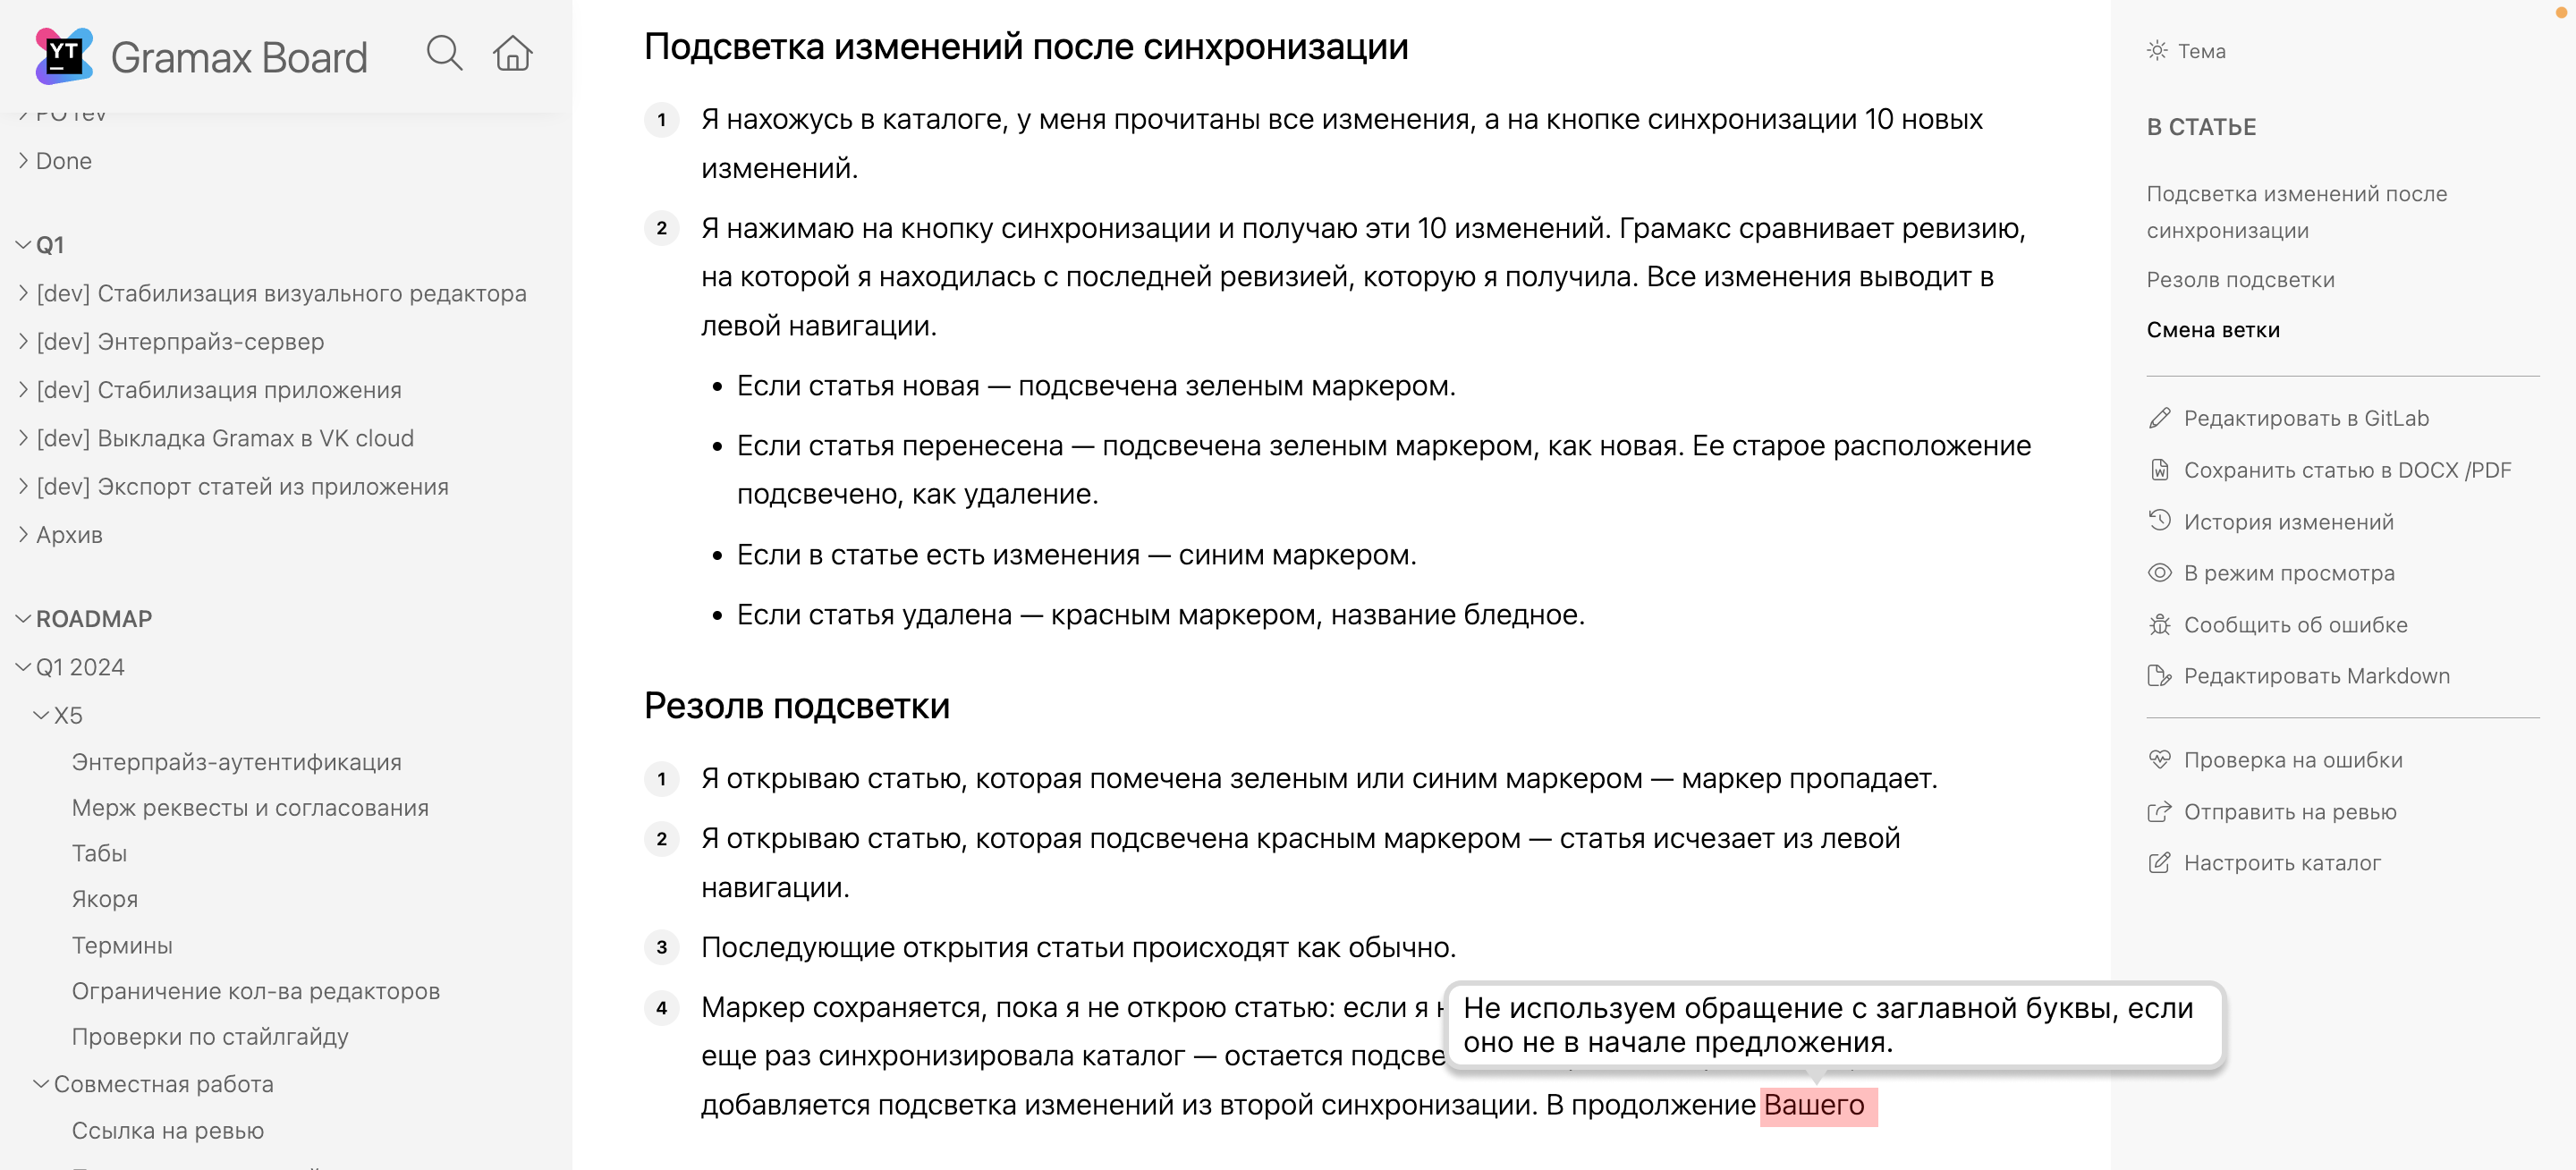 YT
Gramax Board
PO rev
Done
Q1
[dev] Стабилизация визуального редактора
[dev] Энтерпрайз-сервер
[dev] Стабилизация приложения
[dev] Выкладка Gramax в VK cloud
[dev] Экспорт статей из приложения
Архив
ROADMAP
Q1 2024
X5
Энтерпрайз-аутентификация
Мерж реквесты и согласования
Табы
Якоря
Термины
Ограничение кол-ва редакторов
Проверки по стайлгайду
Совместная работа
Ссылка на ревью
Подсветка изменений после синхронизации
1 Я нахожусь в каталоге, у меня прочитаны все изменения, а на кнопке синхронизации 10 новых
изменений.
2 Я нажимаю на кнопку синхронизации и получаю эти 10 изменений. Грамакс сравнивает ревизию,
на которой я находилась с последней ревизией, которую я получила. Все изменения выводит в
левой навигации.
• Если статья новая — подсвечена зеленым маркером.
• Если статья перенесена — подсвечена зеленым маркером, как новая. Ее старое расположение
подсвечено, как удаление.
• Если в статье есть изменения — синим маркером.
• Если статья удалена — красным маркером, название бледное.
Резолв подсветки
1 Я открываю статью, которая помечена зеленым или синим маркером — маркер пропадает.
2 Я открываю статью, которая подсвечена красным маркером — статья исчезает из левой
навигации.
3 Последующие открытия статьи происходят как обычно.
4 Маркер сохраняется, пока я не открою статью: если я
еще раз синхронизировала каталог — остается
добавляется подсветка изменений из второй синхронизации. В продолжение Вашего
Не используем обращение с заглавной буквы, если
оно не в начале предложения.
Тема
В СТАТЬЕ
Подсветка изменений после
синхронизации
Резолв подсветки
Смена ветки
Редактировать в GitLab
Сохранить статью в DOCX /PDF
История изменений
В режим просмотра
Сообщить об ошибке
Редактировать Markdown
Проверка на ошибки
Отправить на ревью
Настроить каталог